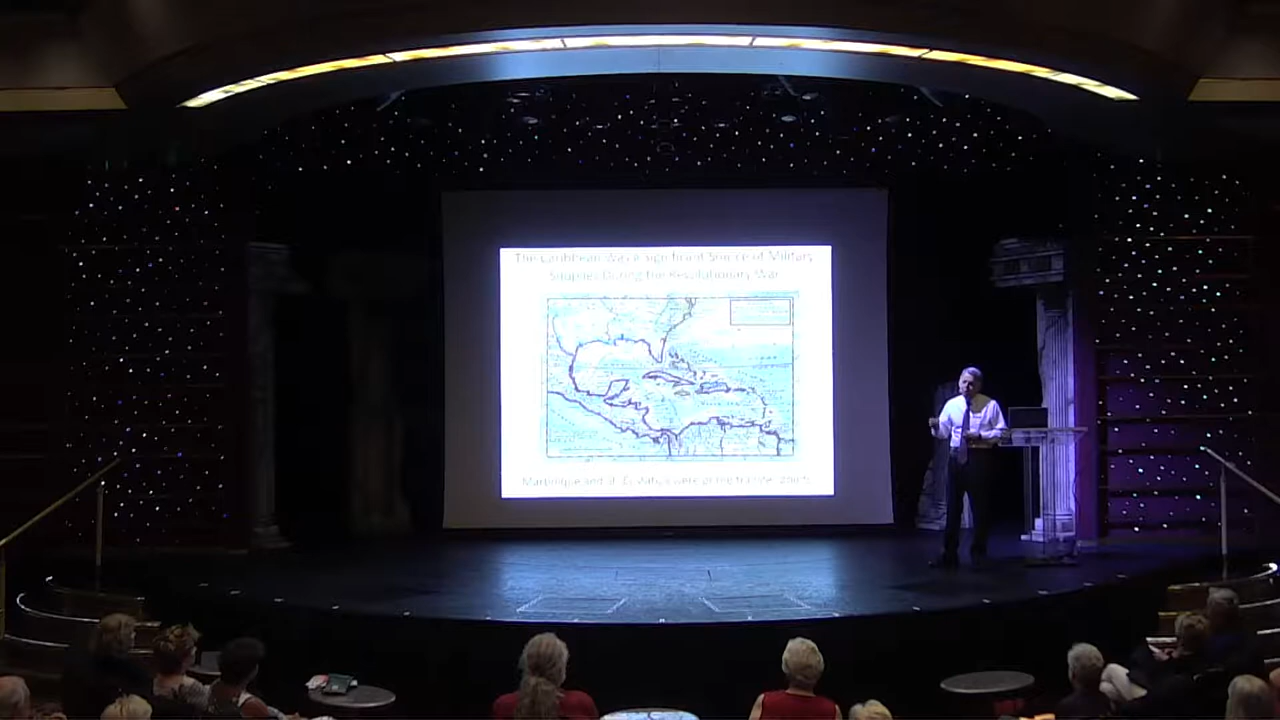 The Caribbean Was a Significant Source of Military
Supplies During the Revolutionary War
Martinique and St. Eustatius were prime transfer points